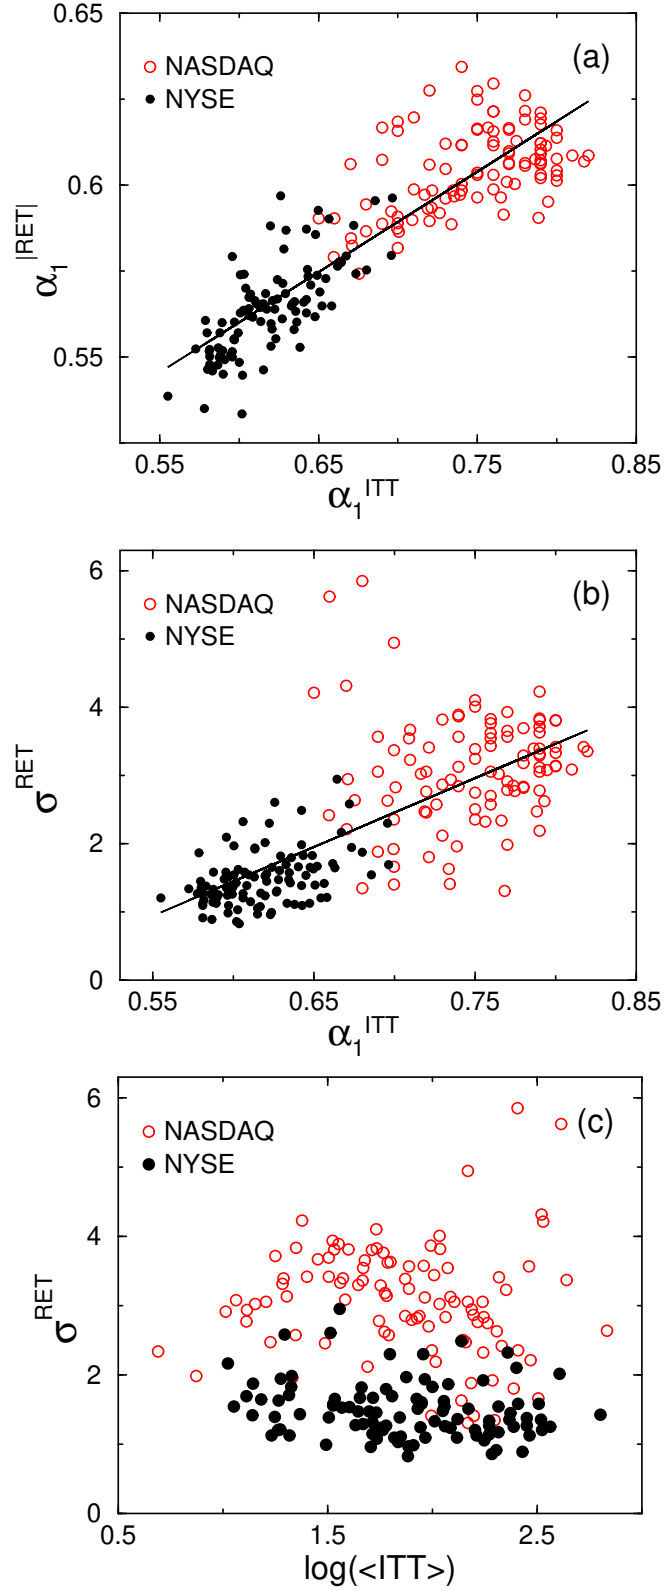 0.65
(a)
NASDAQ
NYSE
0.6
α₁|RET|
0.55
0.55 0.65 0.75 0.85
α₁ITT
6
(b)
NASDAQ
NYSE
4
σRET
2
0
0.55 0.65 0.75 0.85
α₁ITT
6
(c)
NASDAQ
NYSE
4
σRET
2
0
0.5 1.5 2.5
log(<ITT>)